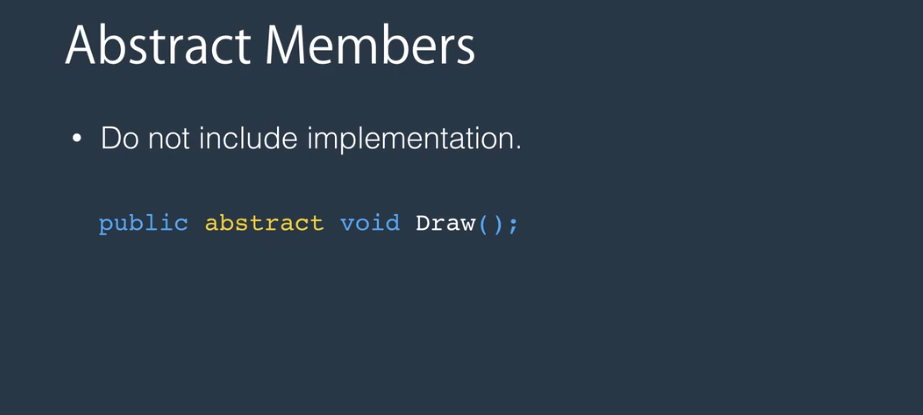 Abstract Members
• Do not include implementation.
public abstract void Draw();